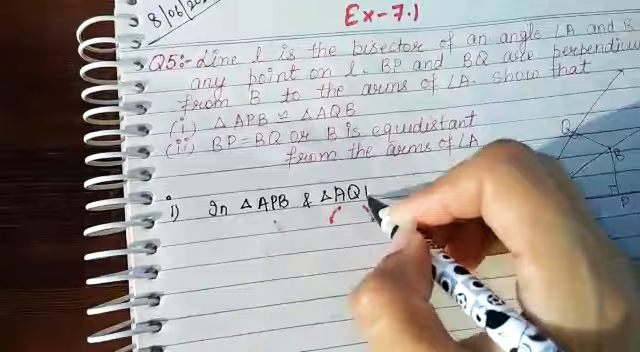 8/06/20
Ex-7.1
Q5:- Line l is the bisector of an angle ∠A and B
any point on l. BP and BQ are perpendicu
from B to the arms of ∠A. show that
(i) △APB ≅ △AQB
(ii) BP=BQ or B is equidistant
from the arms of ∠A.
Q
B
P
i) In △APB & △AQ